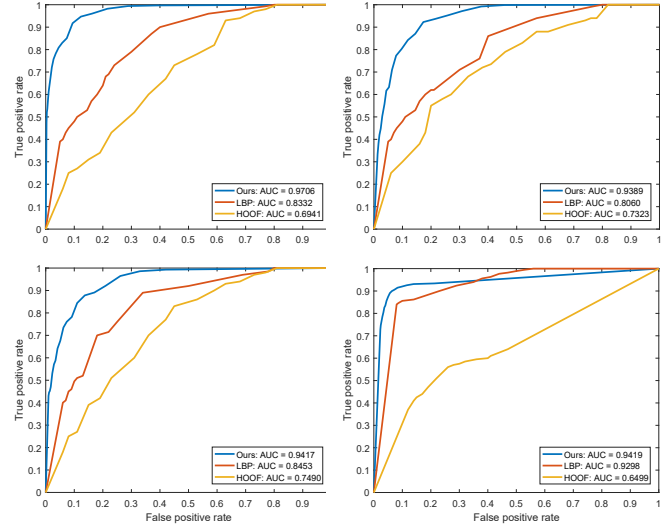 1
0.9
0.8
0.7
0.6
0.5
0.4
0.3
0.2
0.1
0
True positive rate
0 0.1 0.2 0.3 0.4 0.5 0.6 0.7 0.8 0.9
Ours: AUC = 0.9706
LBP: AUC = 0.8332
HOOF: AUC = 0.6941
1
0.9
0.8
0.7
0.6
0.5
0.4
0.3
0.2
0.1
0
True positive rate
0 0.1 0.2 0.3 0.4 0.5 0.6 0.7 0.8 0.9 1
Ours: AUC = 0.9389
LBP: AUC = 0.8060
HOOF: AUC = 0.7323
1
0.9
0.8
0.7
0.6
0.5
0.4
0.3
0.2
0.1
0
True positive rate
0 0.1 0.2 0.3 0.4 0.5 0.6 0.7 0.8 0.9
False positive rate
Ours: AUC = 0.9417
LBP: AUC = 0.8453
HOOF: AUC = 0.7490
1
0.9
0.8
0.7
0.6
0.5
0.4
0.3
0.2
0.1
0
True positive rate
0 0.1 0.2 0.3 0.4 0.5 0.6 0.7 0.8 0.9 1
False positive rate
Ours: AUC = 0.9419
LBP: AUC = 0.9298
HOOF: AUC = 0.6499